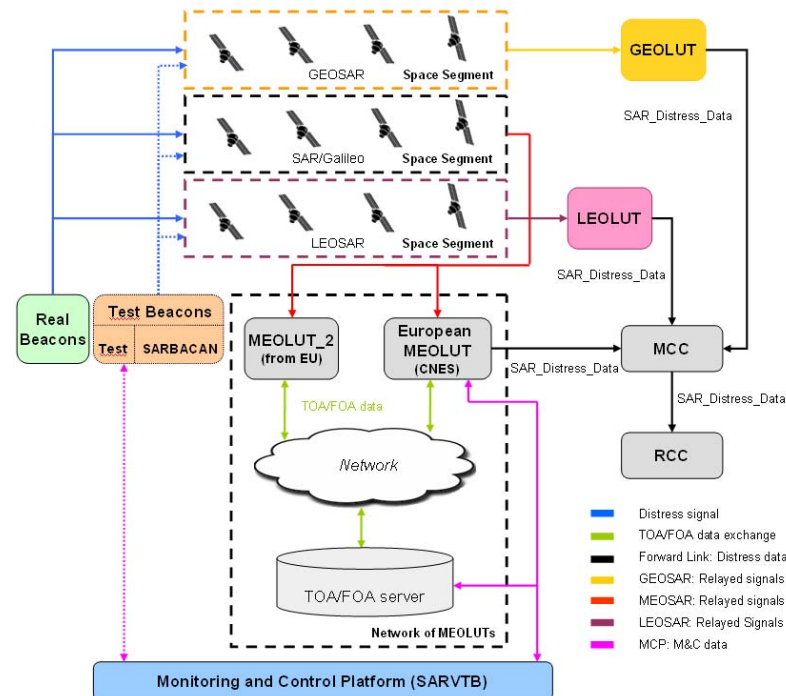 GEOSAR
Space Segment
GEOLUT
SAR_Distress_Data
SAR/Galileo
Space Segment
LEOSAR
Space Segment
LEOLUT
SAR_Distress_Data
Real
Beacons
Test Beacons
Test
SARBACAN
MEOLUT_2
(from EU)
European
MEOLUT
(CNES)
SAR_Distress_Data
MCC
SAR_Distress_Data
RCC
TOA/FOA data
Network
TOA/FOA server
Network of MEOLUTs
Distress signal
TOA/FOA data exchange
Forward Link: Distress data
GEOSAR: Relayed signals
MEOSAR: Relayed signals
LEOSAR: Relayed Signals
MCP: M&C data
Monitoring and Control Platform (SARVTB)